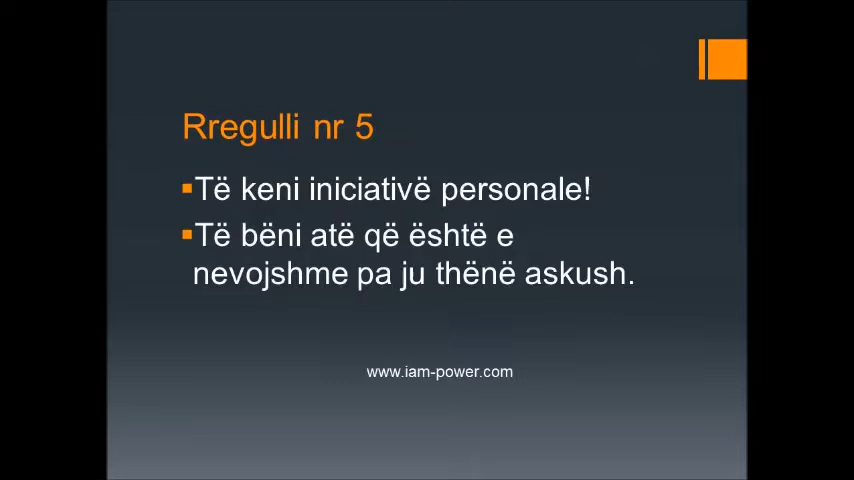 Rregulli nr 5
Të keni iniciativë personale!
Të bëni atë që është e
nevojshme pa ju thënë askush.
www.iam-power.com